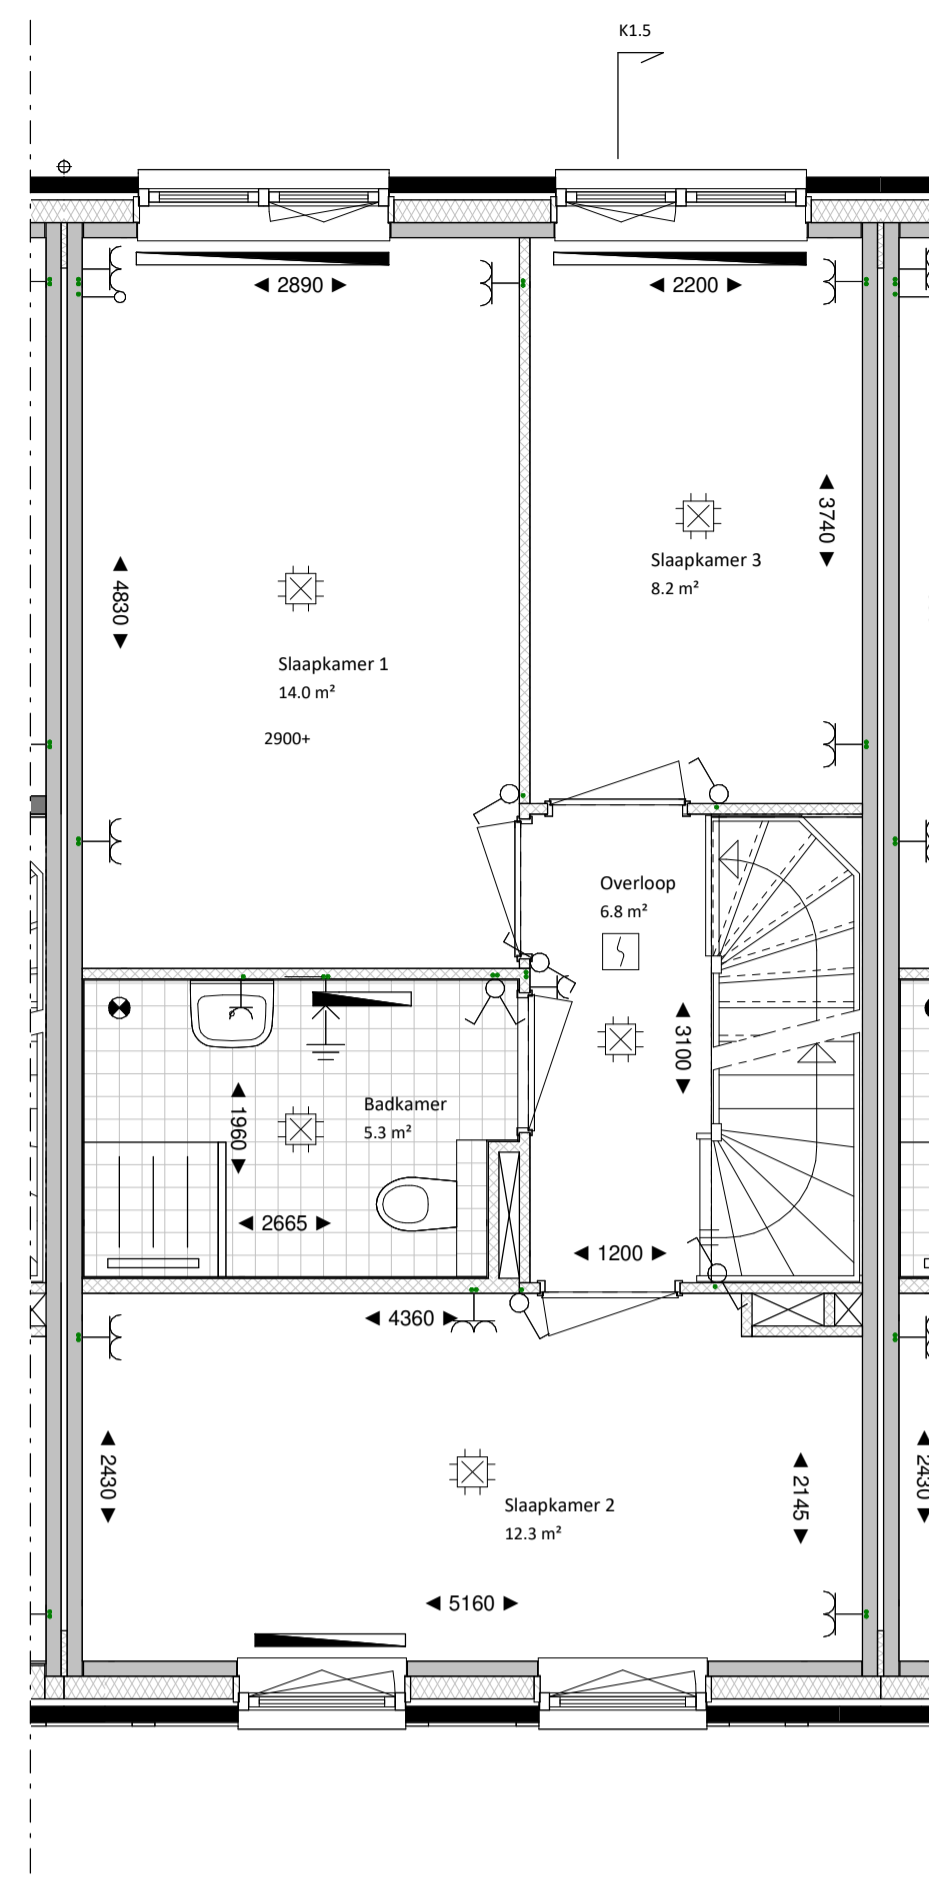 K1.5
2890
2200
3740
Slaapkamer 3
8.2 m²
4830
Slaapkamer 1
14.0 m²
2900+
Overloop
6.8 m²
3100
Badkamer
5.3 m²
1960
2665
1200
4360
2430
2145
2430
Slaapkamer 2
12.3 m²
5160